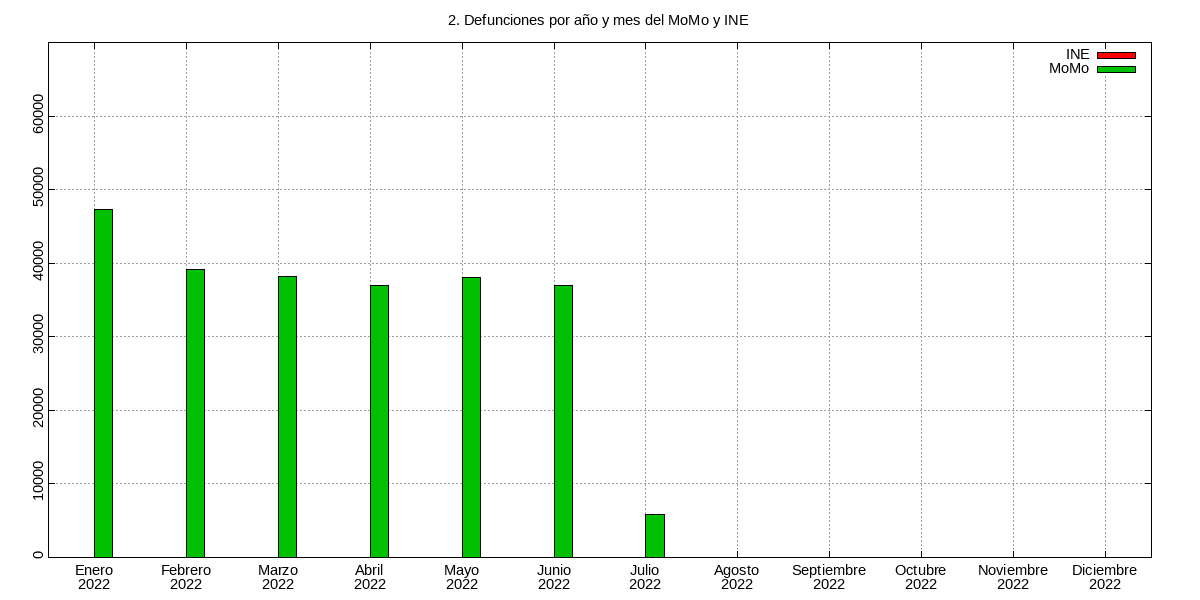 2. Defunciones por año y mes del MoMo y INE
INE
MoMo
60000
50000
40000
30000
20000
10000
0
Enero Febrero Marzo Abril Mayo Junio Julio Agosto Septiembre Octubre Noviembre Diciembre
2022 2022 2022 2022 2022 2022 2022 2022 2022 2022 2022 2022